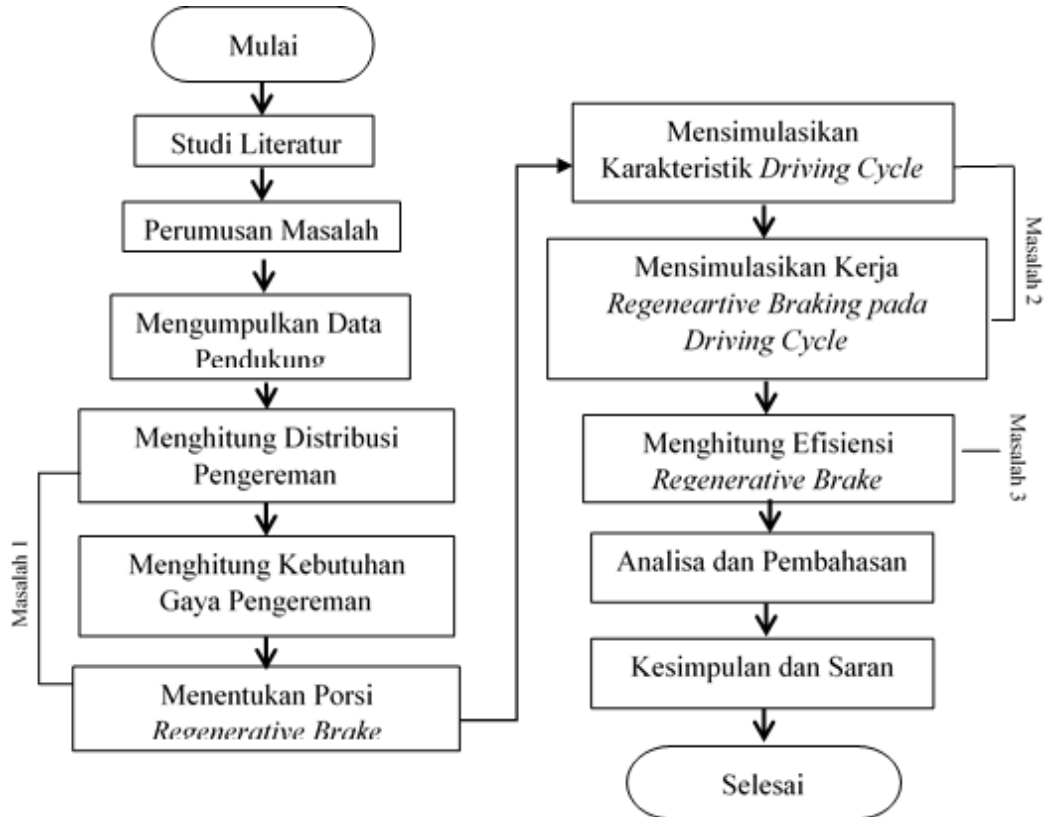 Mulai
Studi Literatur
Perumusan Masalah
Mengumpulkan Data
Pendukung
Menghitung Distribusi
Pengereman
Menghitung Kebutuhan
Gaya Pengereman
Menentukan Porsi
Regenerative Brake
Masalah 1
Mensimulasikan
Karakteristik Driving Cycle
Mensimulasikan Kerja
Regeneartive Braking pada
Driving Cycle
Masalah 2
Menghitung Efisiensi
Regenerative Brake
Masalah 3
Analisa dan Pembahasan
Kesimpulan dan Saran
Selesai